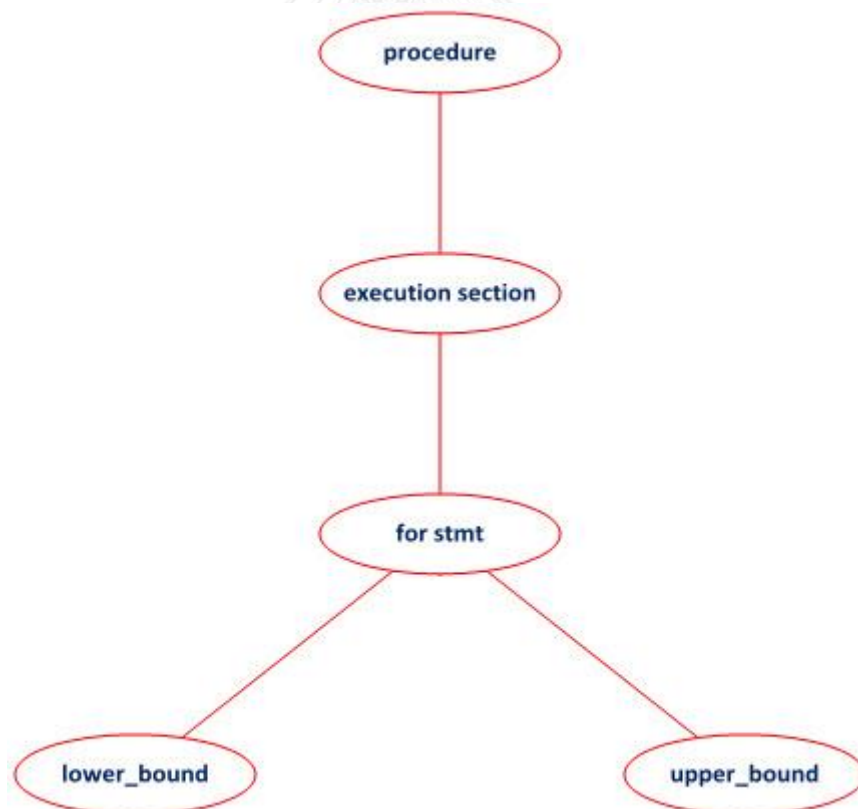 procedure
execution section
for stmt
lower_bound
upper_bound